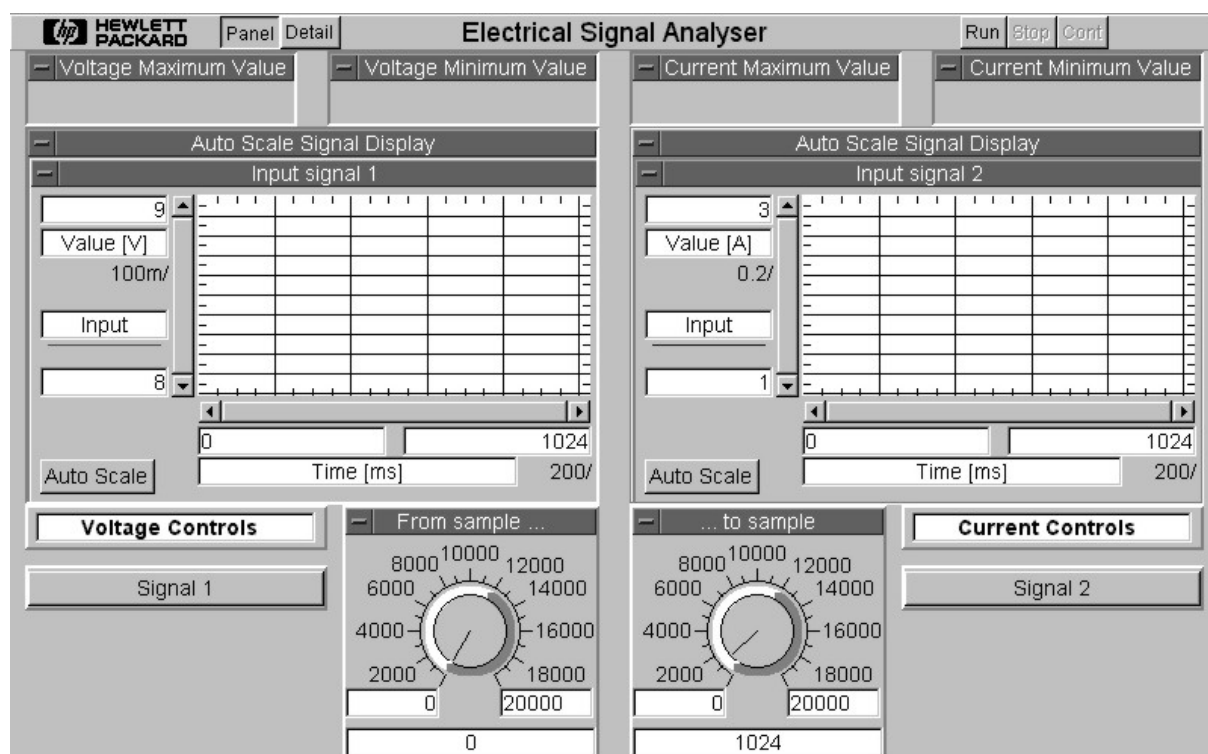 hp HEWLETT PACKARD Panel Detail Electrical Signal Analyser Run Stop Cont
Voltage Maximum Value
Voltage Minimum Value
Current Maximum Value
Current Minimum Value
Auto Scale Signal Display
Input signal 1
9
Value [V]
100m/
Input
8
0 1024
Auto Scale Time [ms] 200/
Auto Scale Signal Display
Input signal 2
3
Value [A]
0.2/
Input
1
0 1024
Auto Scale Time [ms] 200/
Voltage Controls
Signal 1
From sample ...
8000 10000 12000
6000 14000
4000 16000
2000 18000
0 20000
0
... to sample
8000 10000 12000
6000 14000
4000 16000
2000 18000
0 20000
1024
Current Controls
Signal 2